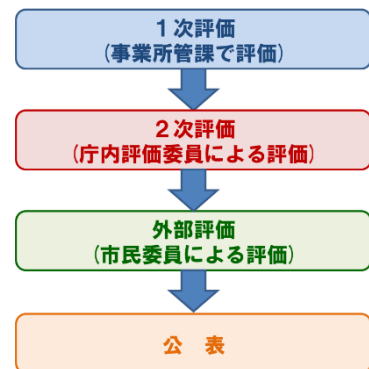 １次評価
(事業所管課で評価)
２次評価
(庁内評価委員による評価)
外部評価
(市民委員による評価)
公　表